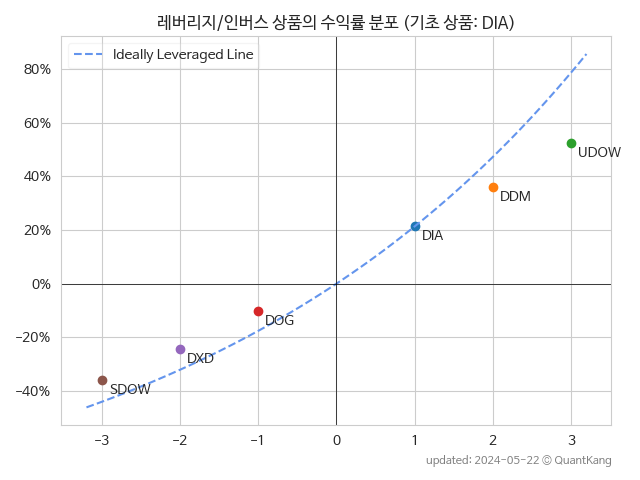 레버리지/인버스 상품의 수익률 분포 (기초 상품: DIA)
Ideally Leveraged Line
80%
60%
40%
20%
0%
−20%
−40%
UDOW
DDM
DIA
DOG
DXD
SDOW
−3 −2 −1 0 1 2 3
updated: 2024-05-22 © QuantKang